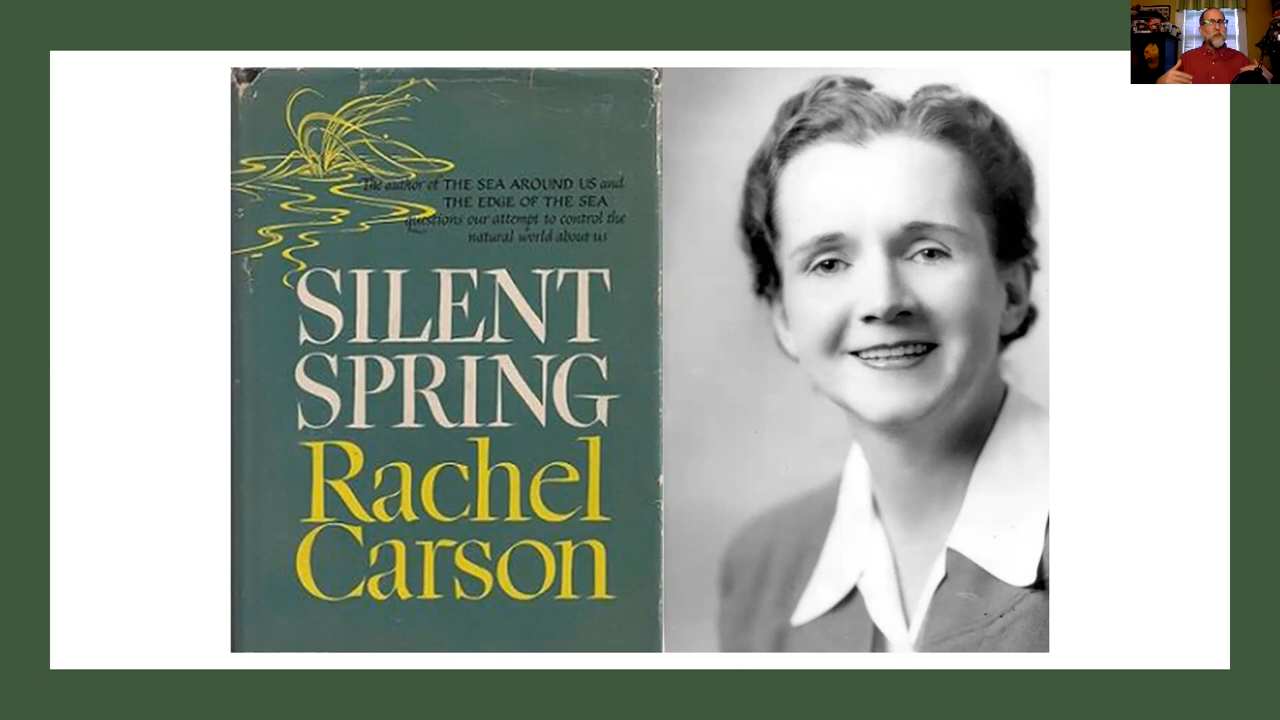 The author of THE SEA AROUND US and
THE EDGE OF THE SEA
questions our attempt to control the
natural world about us
SILENT
SPRING
Rachel
Carson